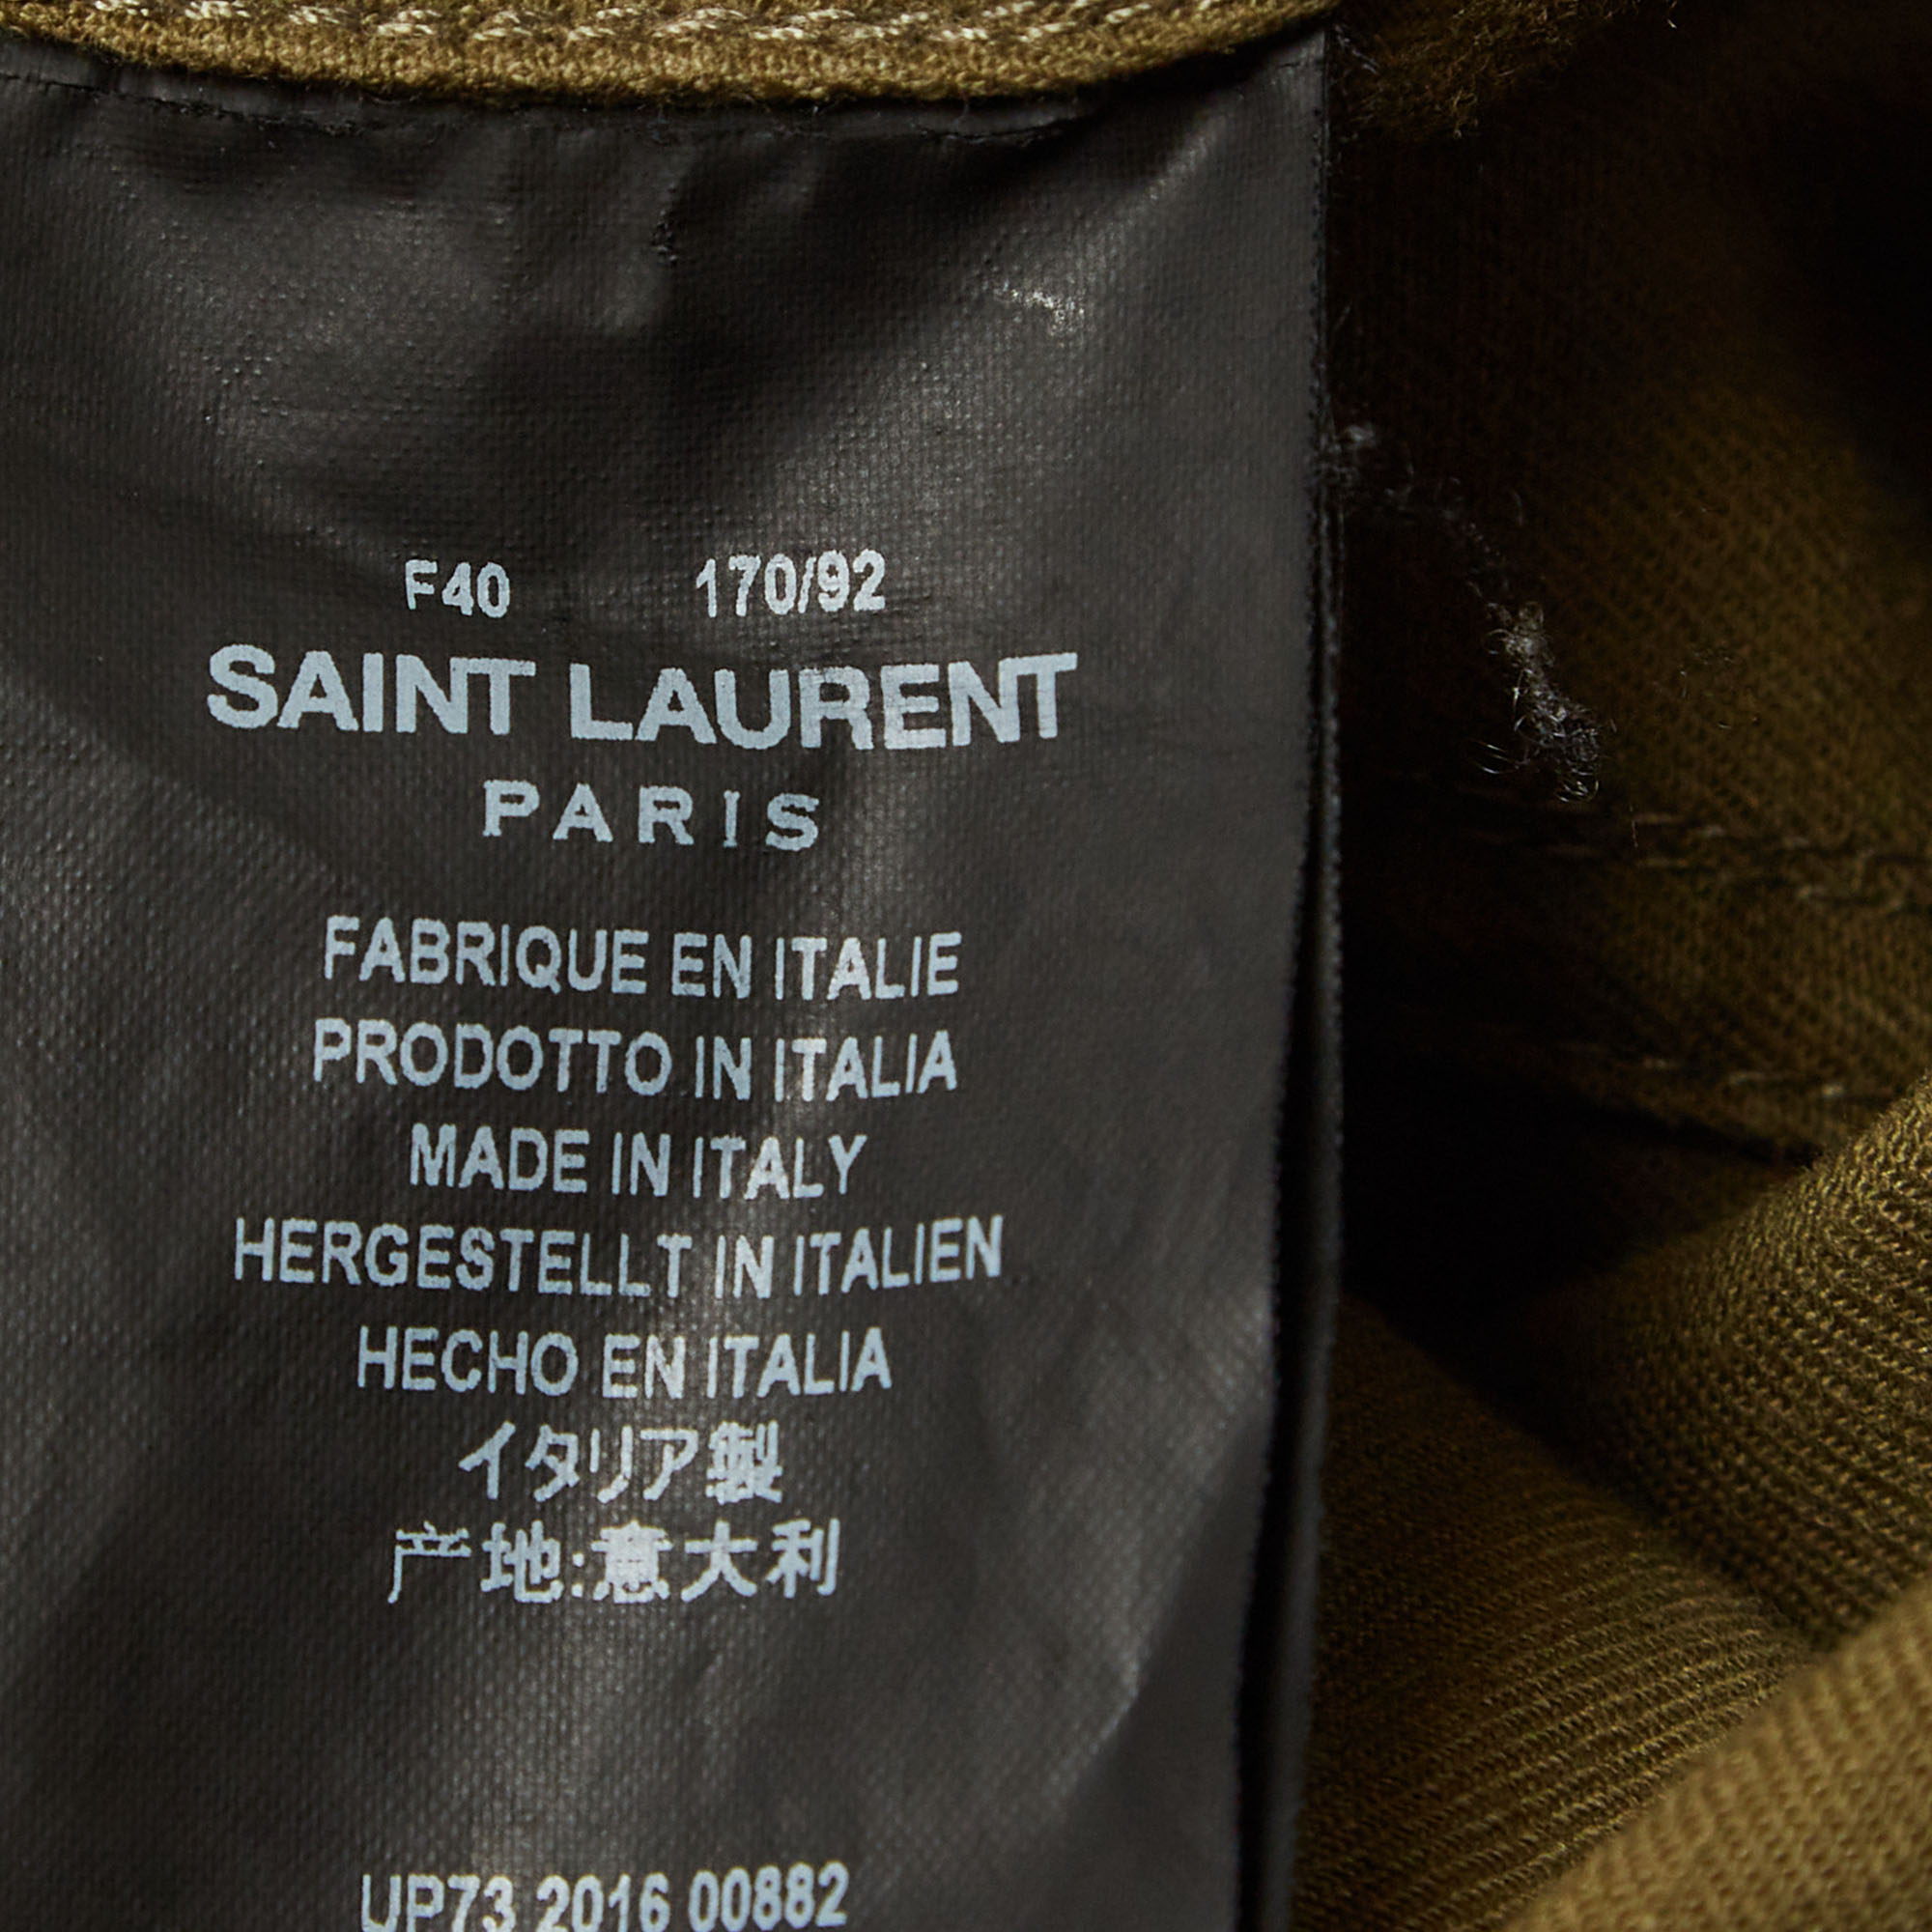 F40 170/92
SAINT LAURENT
PARIS
FABRIQUE EN ITALIE
PRODOTTO IN ITALIA
MADE IN ITALY
HERGESTELLT IN ITALIEN
HECHO EN ITALIA
イタリア製
产地:意大利
UP73 2016 00882